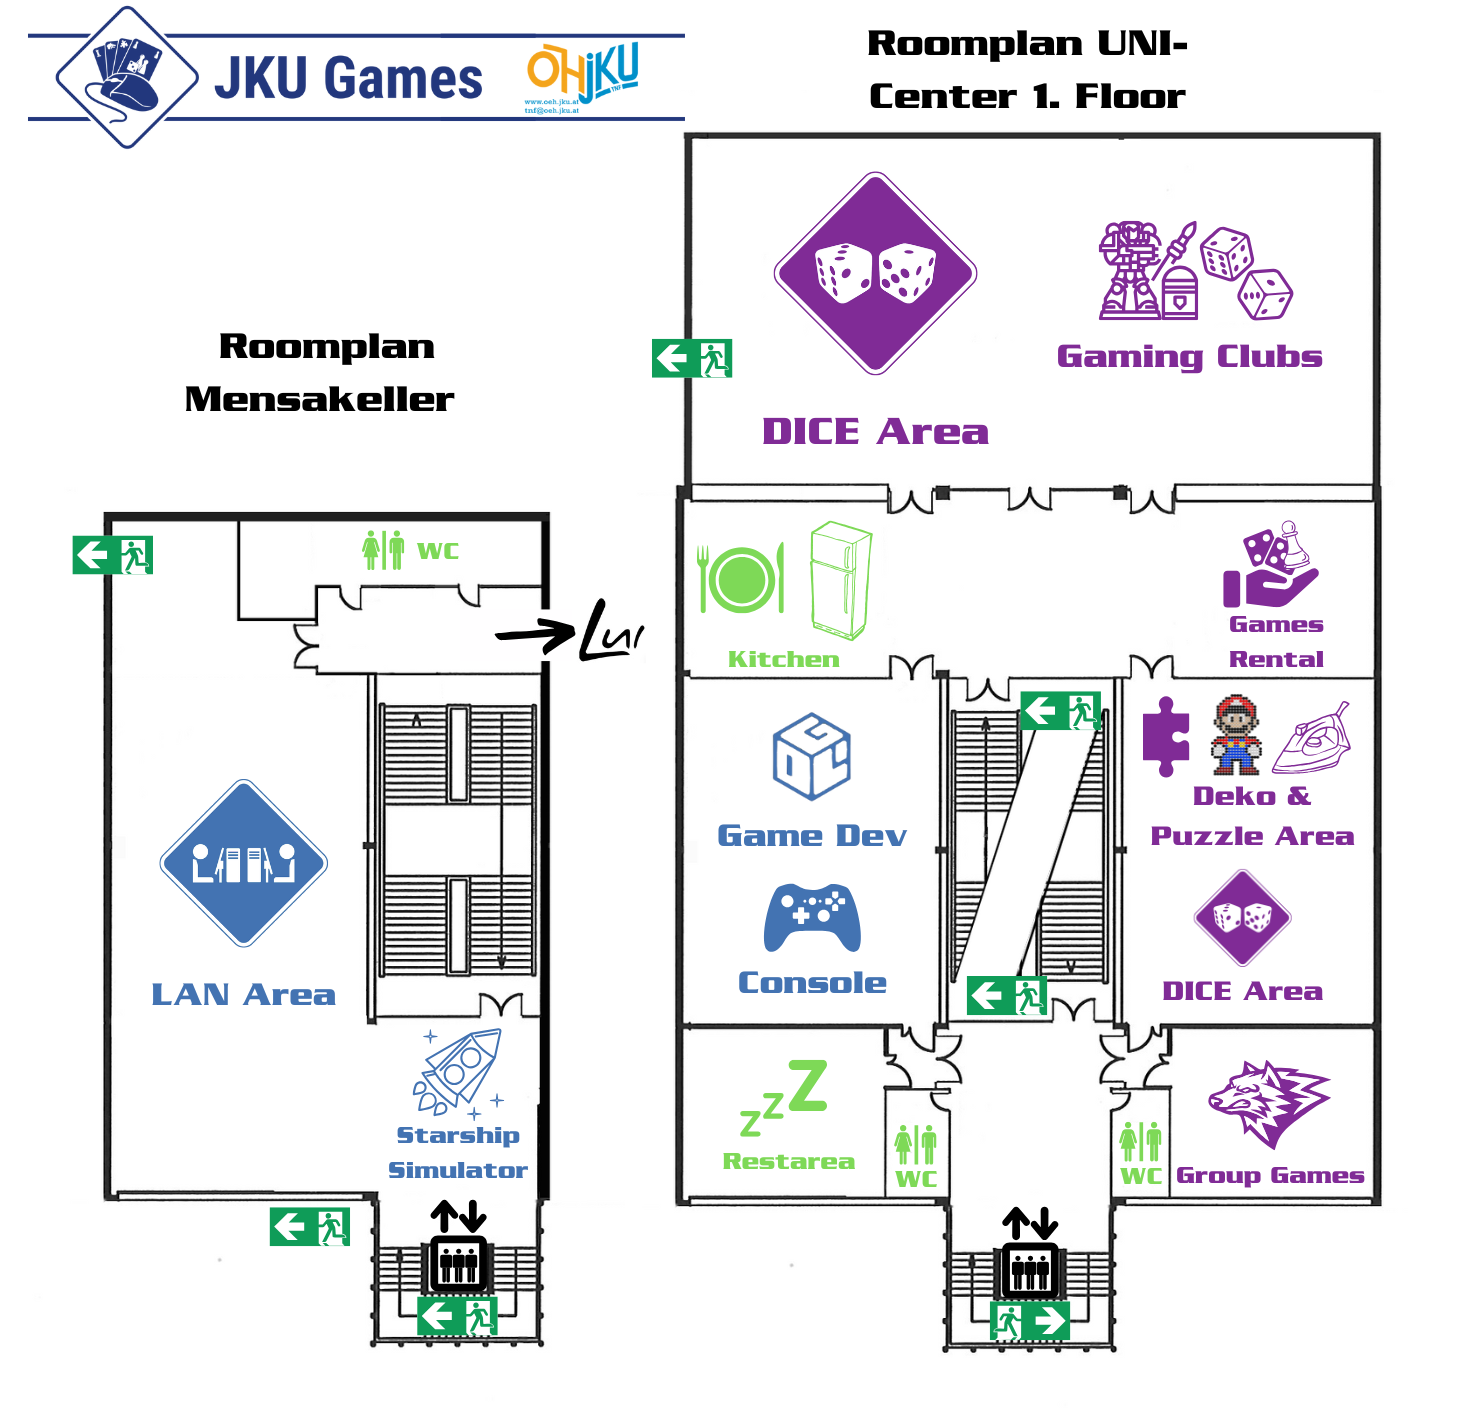 JKU Games
ÖH JKU
TNF
www.oeh.jku.at
tnf@oeh.jku.at
Roomplan UNI-
Center 1. Floor
Roomplan
Mensakeller
WC
Lui
LAN Area
Starship
Simulator
DICE Area
Gaming Clubs
Kitchen
Games
Rental
Game Dev
Console
Deko &
Puzzle Area
DICE Area
zzZ
Restarea
WC
WC
Group Games